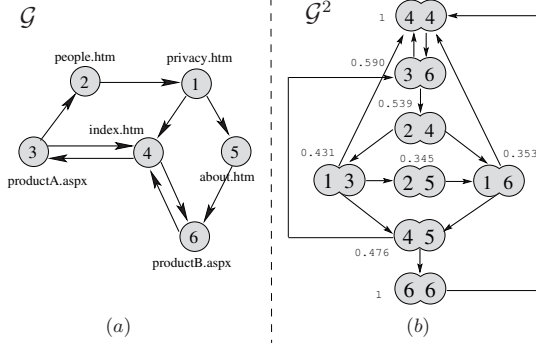 G
people.htm
privacy.htm
2
1
index.htm
3
4
5
productA.aspx
about.htm
6
productB.aspx
(a)
G²
1
4 4
0.590
3 6
0.539
2 4
0.431
0.345
0.353
1 3
2 5
1 6
4 5
0.476
6 6
1
(b)